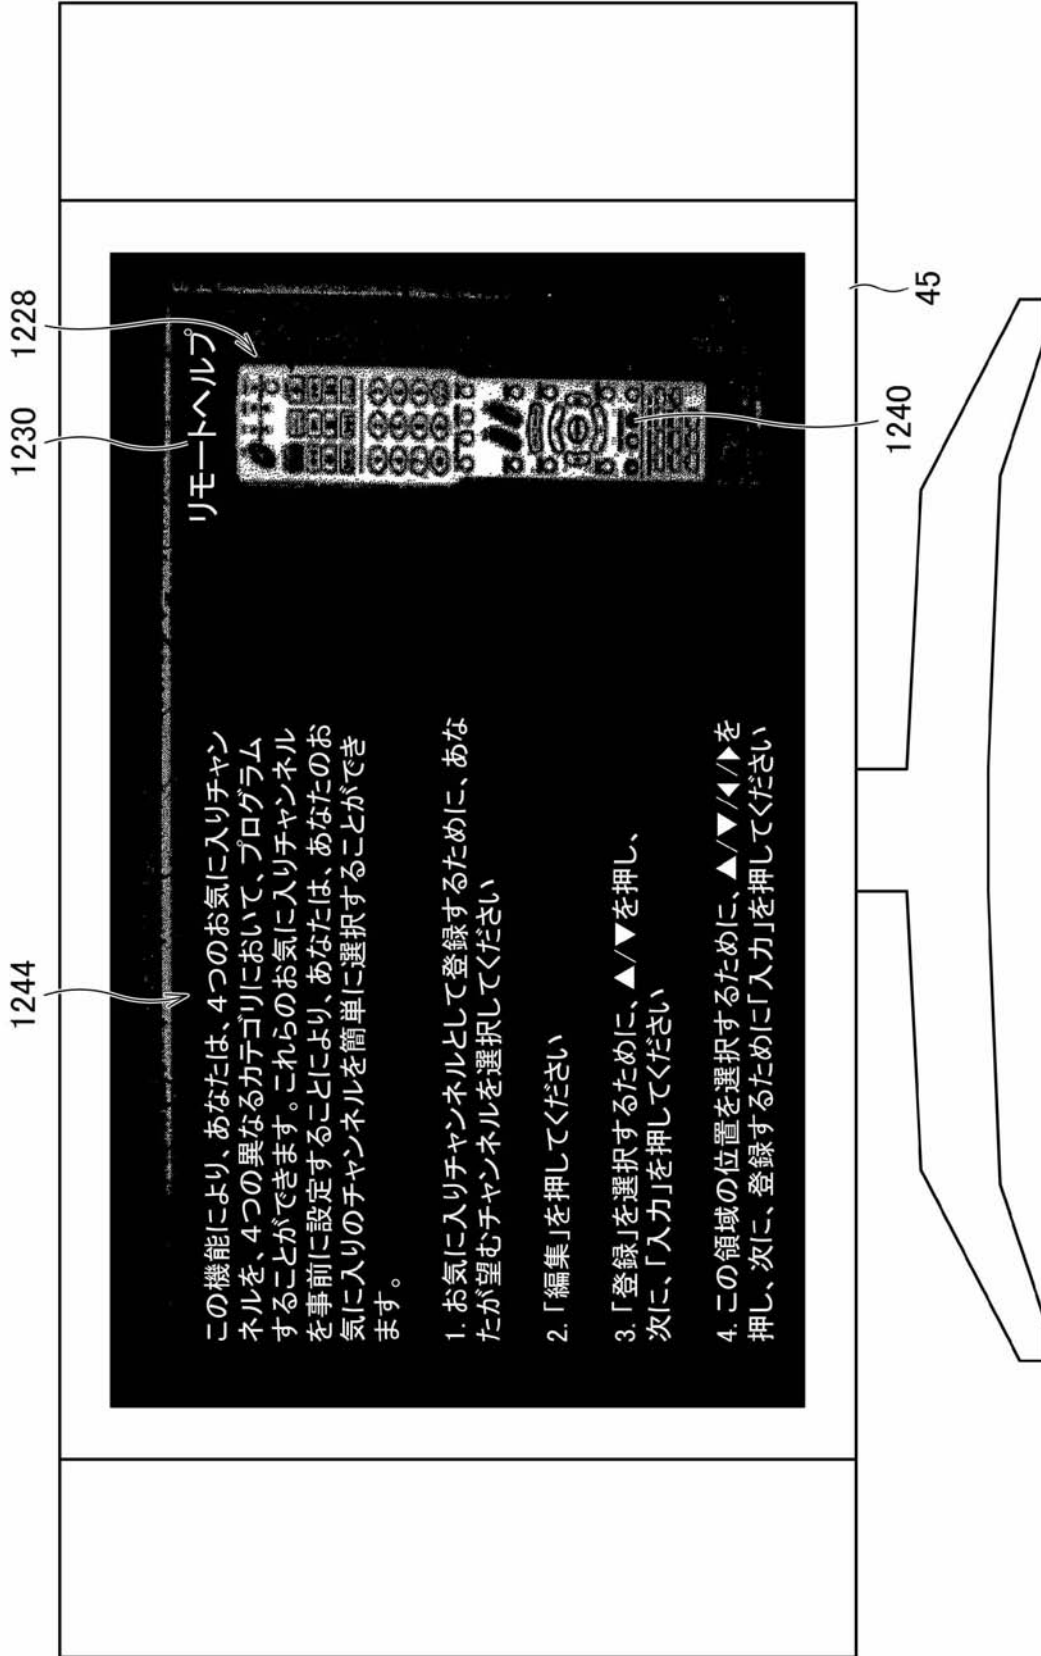 1244
1230
1228
リモートヘルプ
この機能により、あなたは、4つのお気に入りチャン
ネルを、4つの異なるカテゴリにおいて、プログラム
することができます。これらのお気に入りチャンネル
を事前に設定することにより、あなたは、あなたのお
気に入りのチャンネルを簡単に選択することができ
ます。
1. お気に入りチャンネルとして登録するために、あな
たが望むチャンネルを選択してください
2. 「編集」を押してください
3. 「登録」を選択するために、▲/▼を押し、
次に、「入力」を押してください
4. この領域の位置を選択するために、▲/▼/◀/▶を
押し、次に、登録するために「入力」を押してください
1240
45